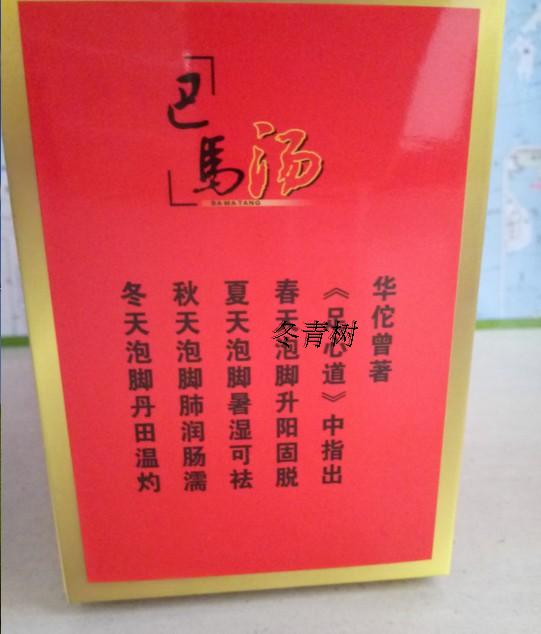 巴馬汤
BAMATANG
华佗曾著
《足心道》中指出
春天泡脚升阳固脱
夏天泡脚暑湿可祛
秋天泡脚肺润肠濡
冬天泡脚丹田温灼
冬青树